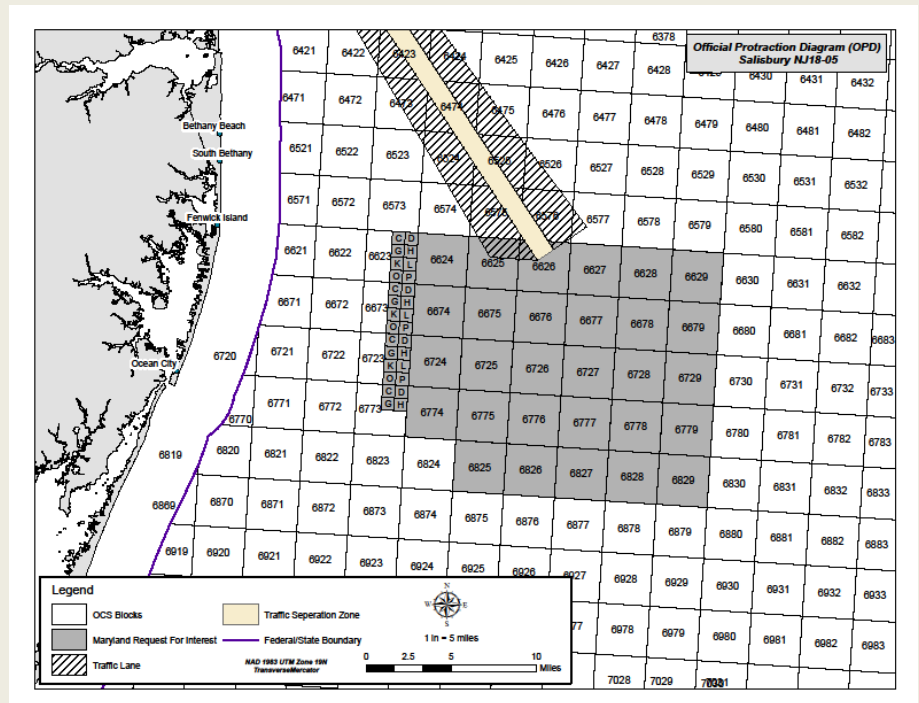 6378
6421 6422 6423 6424 6425 6426 6427 6428 6430 6431 6432
Official Protraction Diagram (OPD)
Salisbury NJ18-05
6471 6472 6473 6474 6475 6476 6477 6478 6479 6480 6481 6482
Bethany Beach
South Bethany
6521 6522 6523 6524 6525 6526 6527 6528 6529 6530 6531 6532
Fenwick Island
6571 6572 6573 6574 6575 6576 6577 6578 6579 6580 6581 6582
6621 6622 6623 6624 6625 6626 6627 6628 6629 6630 6631 6632
C D
G H
K L
O P
6671 6672 6673 6674 6675 6676 6677 6678 6679 6680 6681 6682 6683
C D
G H
K L
O P
Ocean City
6720 6721 6722 6723 6724 6725 6726 6727 6728 6729 6730 6731 6732 6733
C D
G H
K L
O P
6770 6771 6772 6773 6774 6775 6776 6777 6778 6779 6780 6781 6782 6783
C D
G H
6819 6820 6821 6822 6823 6824 6825 6826 6827 6828 6829 6830 6831 6832 6833
6869 6870 6871 6872 6873 6874 6875 6876 6877 6878 6879 6880 6881 6882 6883
6919 6920 6921 6922 6923 6924 6925 6926 6927 6928 6929 6930 6931 6932 6933
77 6978 6979 6980 6981 6982 6983
7028 7029
Legend
OCS Blocks
Maryland Request For Interest
Traffic Lane
Traffic Seperation Zone
Federal/State Boundary
NAD 1983 UTM Zone 19N
TransverseMercator
N
W E
S
1 in = 5 miles
0 2.5 5 10
Miles